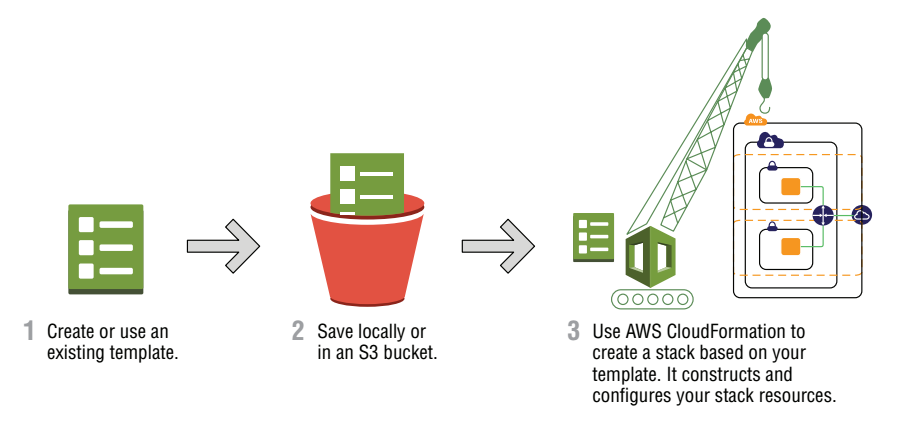 AWS
1 Create or use an
existing template.
2 Save locally or
in an S3 bucket.
3 Use AWS CloudFormation to
create a stack based on your
template. It constructs and
configures your stack resources.